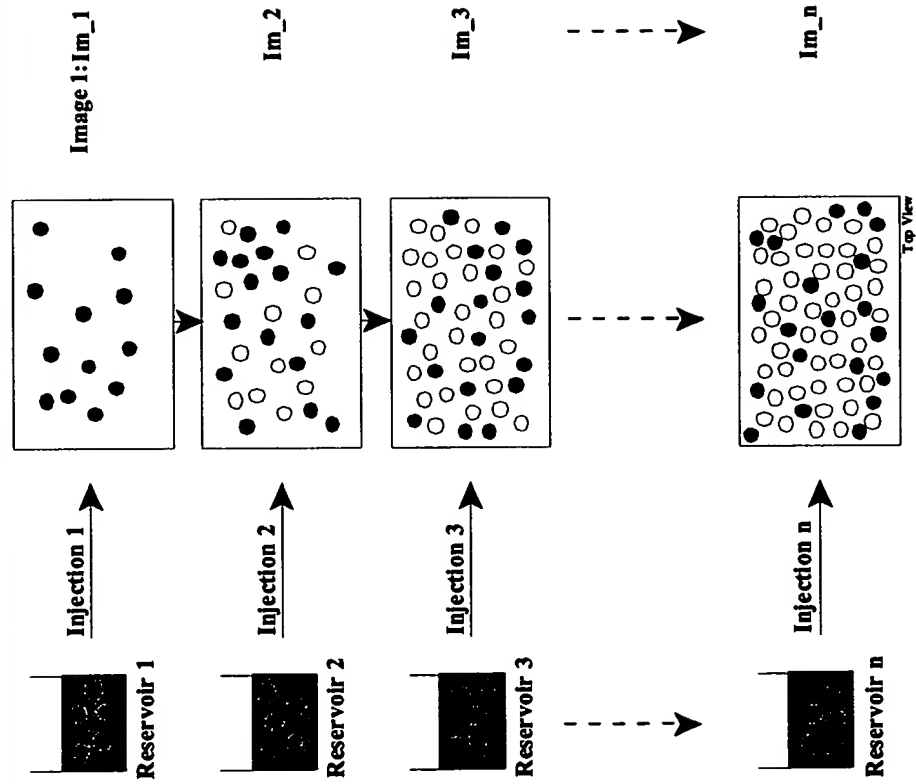 Reservoir 1
Injection 1
Image 1: Im_1
Reservoir 2
Injection 2
Im_2
Reservoir 3
Injection 3
Im_3
Reservoir n
Injection n
Im_n
Top View